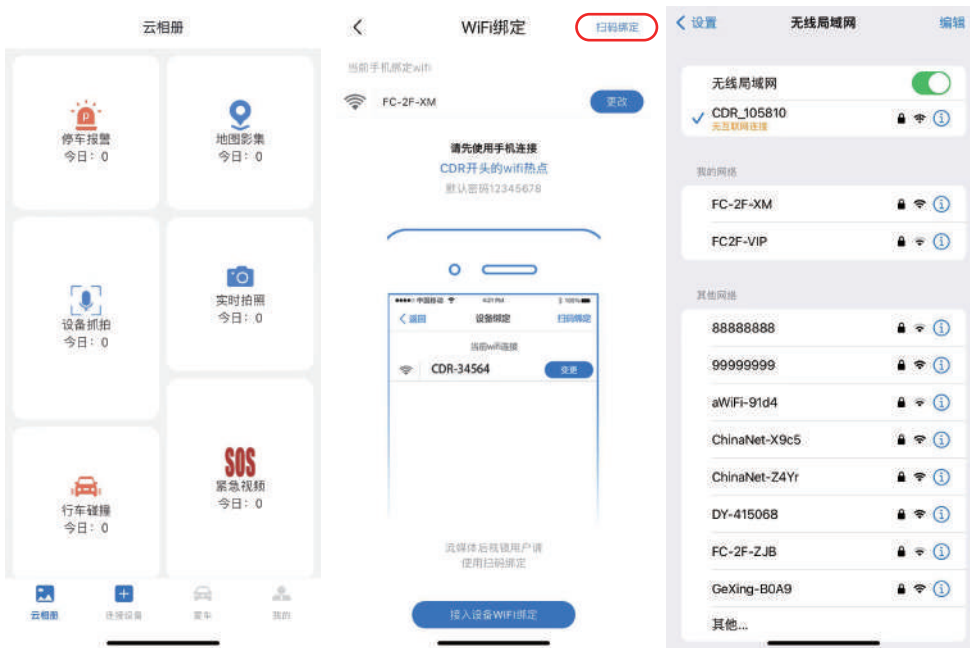 云相册
停车报警
今日: 0
地图影集
今日: 0
设备抓拍
今日: 0
实时拍照
今日: 0
行车碰撞
今日: 0
SOS
紧急视频
今日: 0
云相册
连接设备
爱车
我的
WiFi绑定
扫码绑定
当前手机绑定wifi
FC-2F-XM
更改
请先使用手机连接
CDR开头的wifi热点
默认密码12345678
中国移动
4:21 PM
100%
返回
设备绑定
扫码绑定
当前wifi连接
CDR-34564
变更
流媒体后视镜用户请
使用扫码绑定
接入设备WIFI绑定
设置
无线局域网
编辑
无线局域网
CDR_105810
无互联网连接
我的网络
FC-2F-XM
FC2F-VIP
其他网络
88888888
99999999
aWiFi-91d4
ChinaNet-X9c5
ChinaNet-Z4Yr
DY-415068
FC-2F-ZJB
GeXing-B0A9
其他...